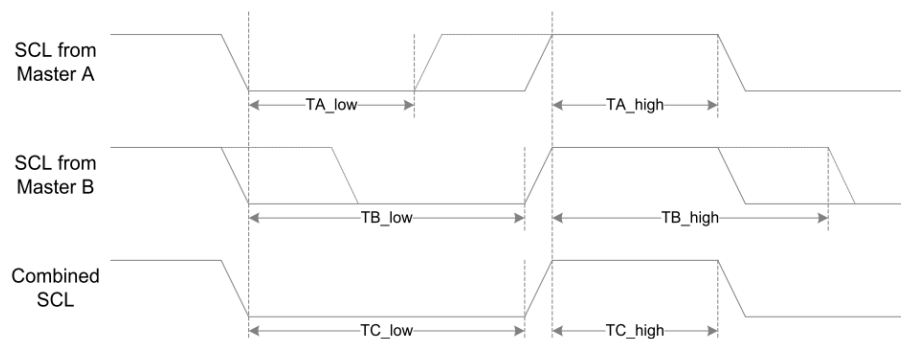 SCL from
Master A
TA_low
TA_high
SCL from
Master B
TB_low
TB_high
Combined
SCL
TC_low
TC_high